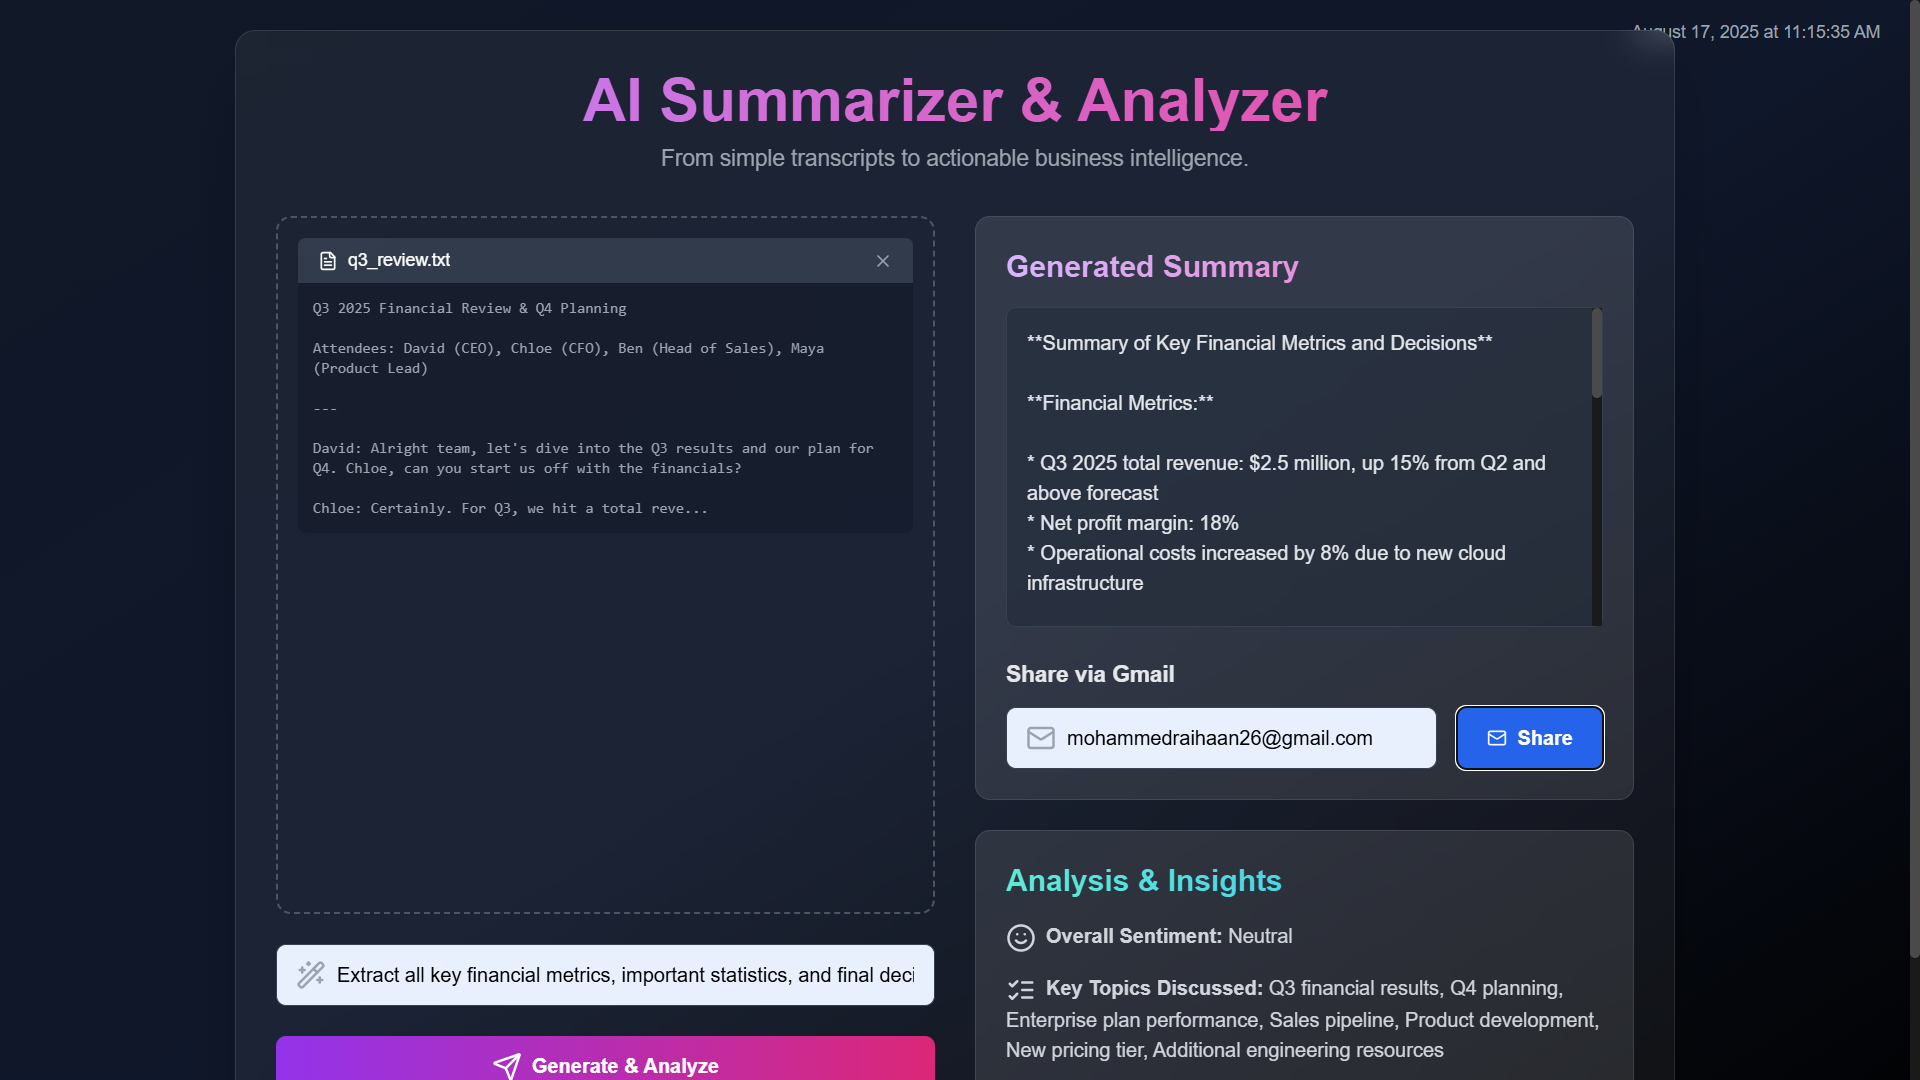 August 17, 2025 at 11:15:35 AM
AI Summarizer & Analyzer
From simple transcripts to actionable business intelligence.
q3_review.txt
Q3 2025 Financial Review & Q4 Planning
Attendees: David (CEO), Chloe (CFO), Ben (Head of Sales), Maya
(Product Lead)
---
David: Alright team, let's dive into the Q3 results and our plan for
Q4. Chloe, can you start us off with the financials?
Chloe: Certainly. For Q3, we hit a total reve...
Extract all key financial metrics, important statistics, and final deci
Generate & Analyze
Generated Summary
**Summary of Key Financial Metrics and Decisions**
**Financial Metrics:**
* Q3 2025 total revenue: $2.5 million, up 15% from Q2 and
above forecast
* Net profit margin: 18%
* Operational costs increased by 8% due to new cloud
infrastructure
Share via Gmail
mohammedraihaan26@gmail.com
Share
Analysis & Insights
Overall Sentiment: Neutral
Key Topics Discussed: Q3 financial results, Q4 planning,
Enterprise plan performance, Sales pipeline, Product development,
New pricing tier, Additional engineering resources